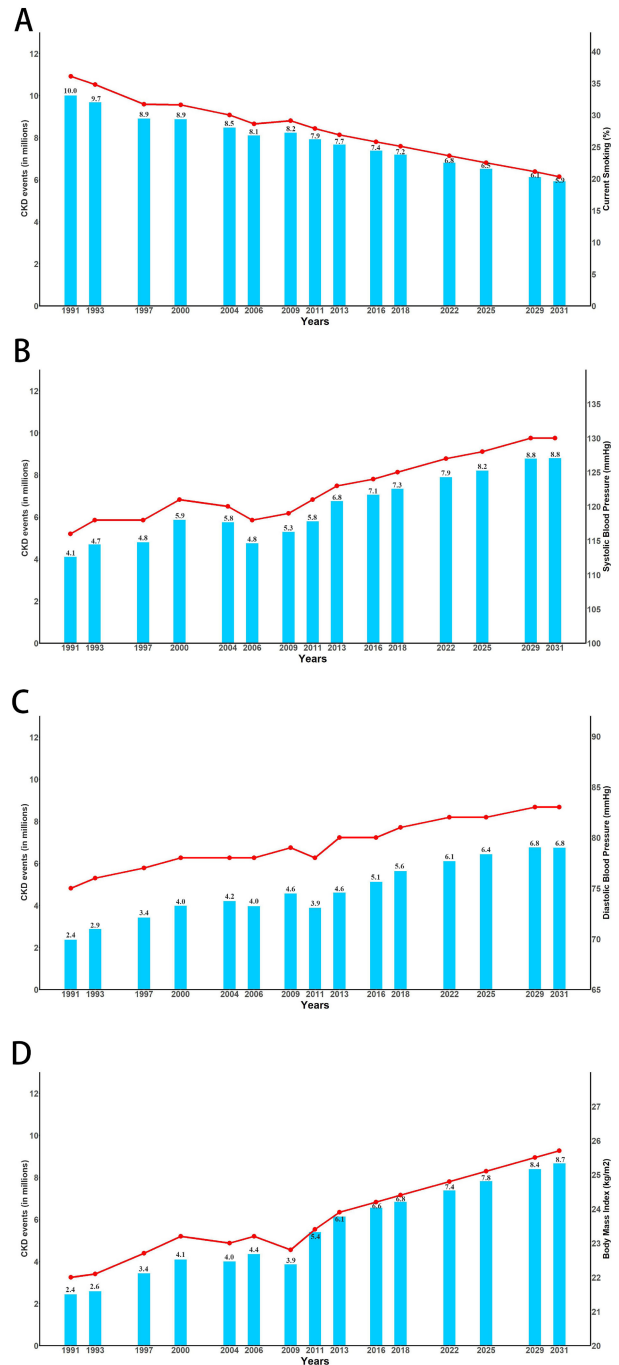 A
12
10
8
6
4
2
0
CKD events (in millions)
40
35
30
25
20
15
10
5
0
Current Smoking (%)
10.0 9.7 8.9 8.9 8.5 8.1 8.2 7.9 7.7 7.4 7.2 6.8 6.5 6.1 5.9
1991 1993 1997 2000 2004 2006 2009 2011 2013 2016 2018 2022 2025 2029 2031
Years
B
12
10
8
6
4
2
0
CKD events (in millions)
135
130
125
120
115
110
105
100
Systolic Blood Pressure (mmHg)
4.1 4.7 4.8 5.9 5.8 4.8 5.3 5.8 6.8 7.1 7.3 7.9 8.2 8.8 8.8
1991 1993 1997 2000 2004 2006 2009 2011 2013 2016 2018 2022 2025 2029 2031
Years
C
12
10
8
6
4
2
0
CKD events (in millions)
90
85
80
75
70
65
Diastolic Blood Pressure (mmHg)
2.4 2.9 3.4 4.0 4.2 4.0 4.6 3.9 4.6 5.1 5.6 6.1 6.4 6.8 6.8
1991 1993 1997 2000 2004 2006 2009 2011 2013 2016 2018 2022 2025 2029 2031
Years
D
12
10
8
6
4
2
0
CKD events (in millions)
27
26
25
24
23
22
21
20
Body Mass Index (kg/m2)
2.4 2.6 3.4 4.1 4.0 4.4 3.9 5.4 6.1 6.6 6.8 7.4 7.8 8.4 8.7
1991 1993 1997 2000 2004 2006 2009 2011 2013 2016 2018 2022 2025 2029 2031
Years